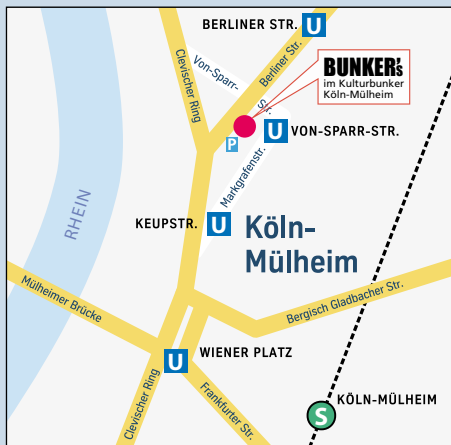 BERLINER STR. U
Clevischer Ring
Von-Sparr-
Str.
Berliner Str.
BUNKER's
im Kulturbunker
Köln-Mülheim
P
U VON-SPARR-STR.
Markgrafenstr.
RHEIN
KEUPSTR. U
Köln-
Mülheim
Mülheimer Brücke
Bergisch Gladbacher Str.
U WIENER PLATZ
Clevischer Ring
Frankfurter Str.
KÖLN-MÜLHEIM
S